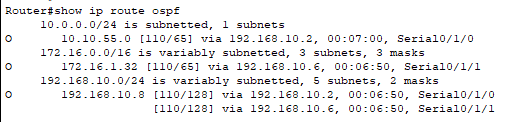 Router#show ip route ospf
     10.0.0.0/24 is subnetted, 1 subnets
O       10.10.55.0 [110/65] via 192.168.10.2, 00:07:00, Serial0/1/0
     172.16.0.0/16 is variably subnetted, 3 subnets, 3 masks
O       172.16.1.32 [110/65] via 192.168.10.6, 00:06:50, Serial0/1/1
     192.168.10.0/24 is variably subnetted, 5 subnets, 2 masks
O       192.168.10.8 [110/128] via 192.168.10.2, 00:06:50, Serial0/1/0
                     [110/128] via 192.168.10.6, 00:06:50, Serial0/1/1